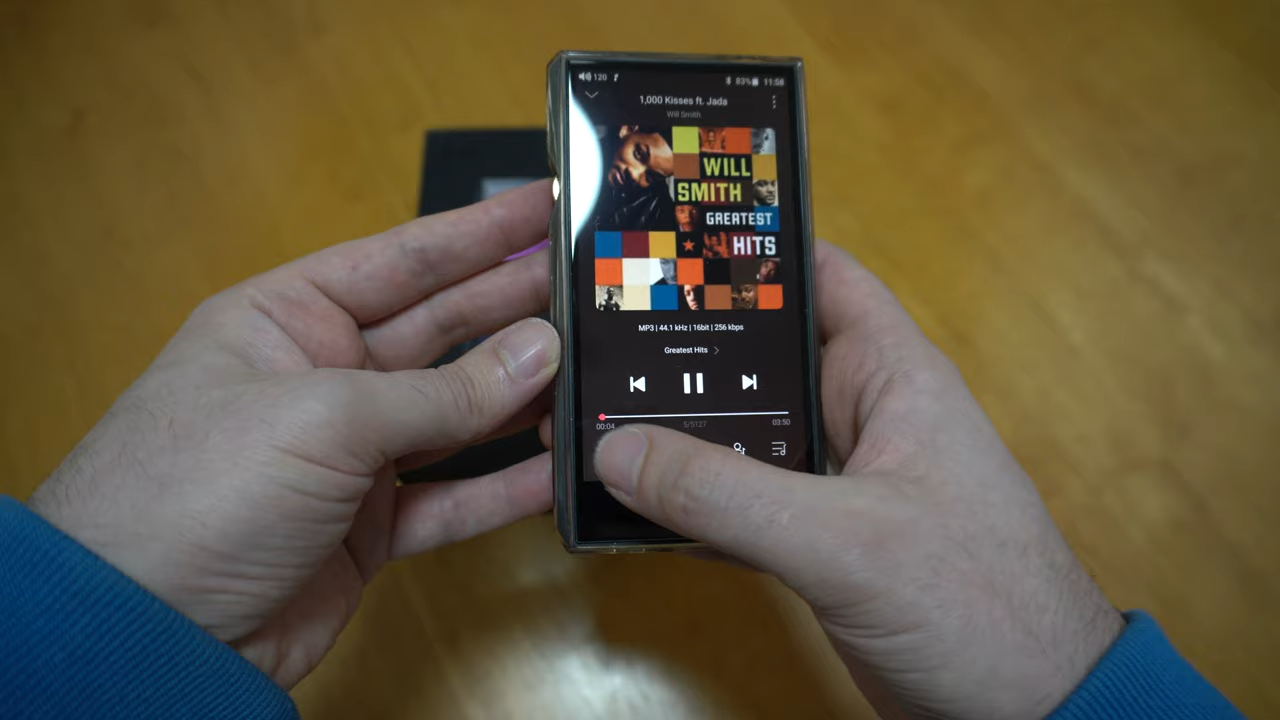 120
83% 11:58
1,000 Kisses ft. Jada
Will Smith
WILL
SMITH
GREATEST
HITS
MP3 | 44.1 kHz | 16bit | 256 kbps
Greatest Hits
00:04 5/5127 03:50